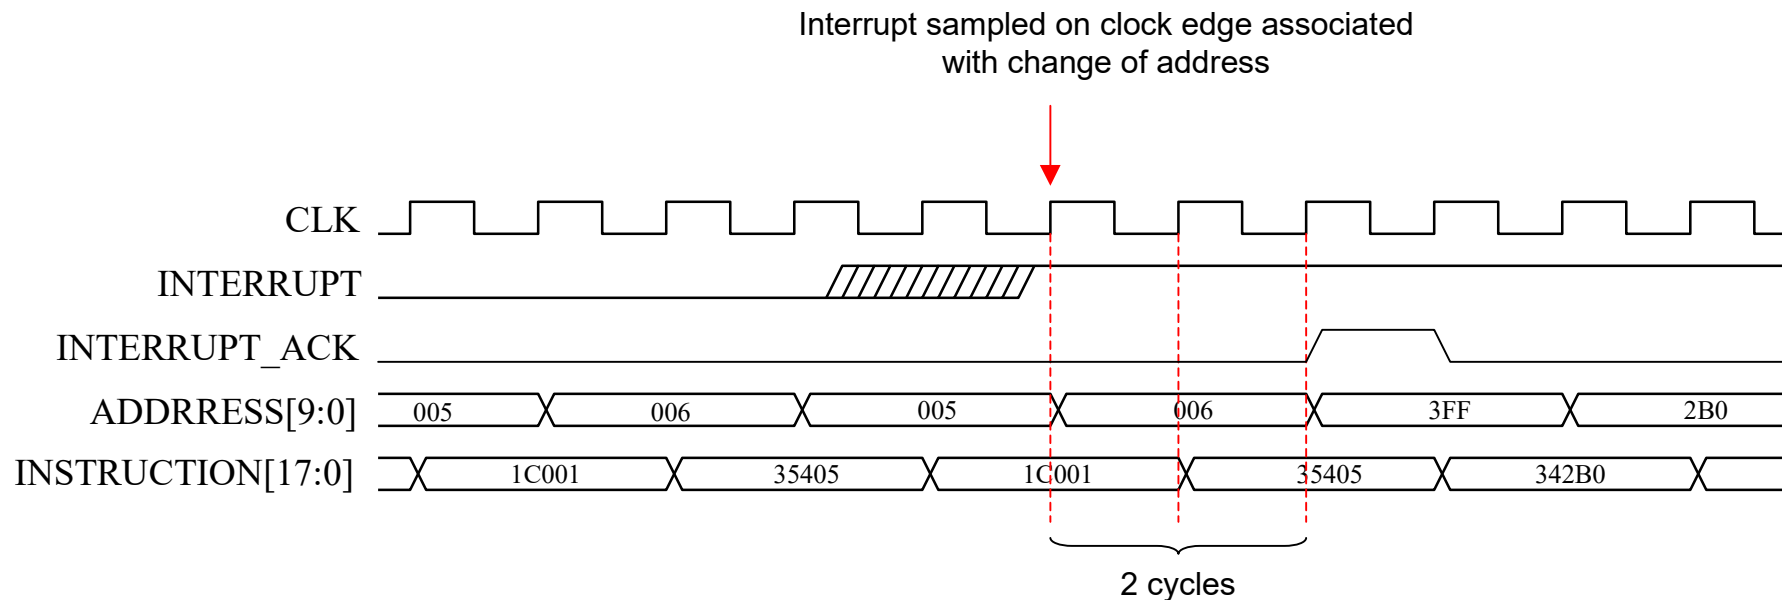 Interrupt sampled on clock edge associated
with change of address
CLK
INTERRUPT
INTERRUPT_ACK
ADDRRESS[9:0] 005 006 005 006 3FF 2B0
INSTRUCTION[17:0] 1C001 35405 1C001 35405 342B0
2 cycles